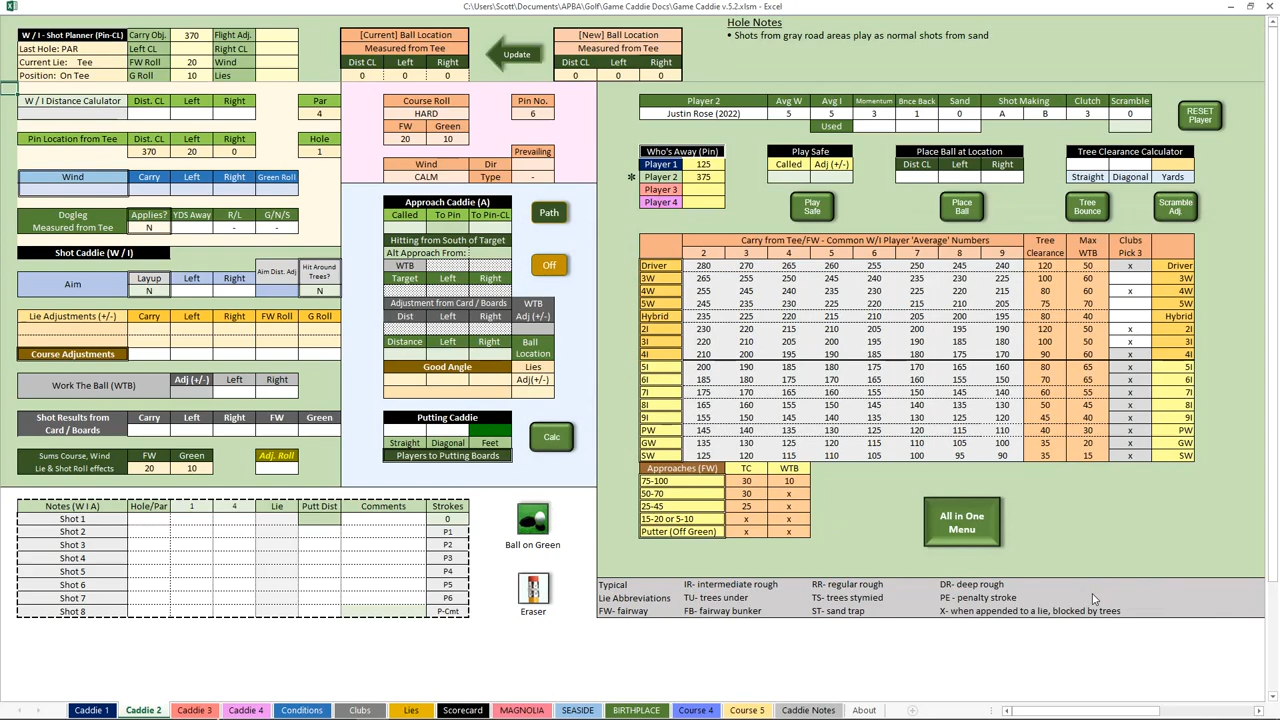 C:\Users\Scott\Documents\APBA\Golf\Game Caddie Docs\Game Caddie v.5.2.xlsm - Excel
W / I - Shot Planner (Pin-CL) Carry Obj. 370 Flight Adj.
Last Hole: PAR Left CL Right CL
Current Lie: Tee FW Roll 20 Wind
Position: On Tee G Roll 10 Lies
[Current] Ball Location
Measured from Tee
Dist CL Left Right
0 0 0
Update
[New] Ball Location
Measured from Tee
Dist CL Left Right
0 0 0
Hole Notes
• Shots from gray road areas play as normal shots from sand
W / I Distance Calulator Dist. CL Left Right Par
4
Pin Location from Tee Dist. CL Left Right Hole
370 20 0 1
Wind Carry Left Right Green Roll
Dogleg Applies? YDS Away R/L G/N/S
Measured from Tee N - -
Shot Caddie (W / I)
Aim Layup Left Right Aim Dist. Adj Hit Around Trees?
N N
Lie Adjustments (+/-) Carry Left Right FW Roll G Roll
Course Adjustments
Work The Ball (WTB) Adj (+/-) Left Right
Shot Results from Carry Left Right FW Green
Card / Boards
Sums Course, Wind FW Green Adj. Roll
Lie & Shot Roll effects 20 10
Course Roll Pin No.
HARD 6
FW Green
20 10
Prevailing
Wind Dir
CALM Type -
Approach Caddie (A)
Called To Pin To Pin-CL
Path
Hitting from South of Target
Alt Approach From:
WTB
Off
Target Left Right
Adjustment from Card / Boards WTB
Dist Left Right Adj (+/-)
Distance Left Right Ball Location
Good Angle Lies
Adj(+/-)
Putting Caddie
Straight Diagonal Feet
Players to Putting Boards
Calc
Player 2 Avg W Avg I Momentum Bnce Back Sand Shot Making Clutch Scramble
Justin Rose (2022) 5 5 3 1 0 A B 3 0
Used
RESET Player
Who's Away (Pin)
Player 1 125
* Player 2 375
Player 3
Player 4
Play Safe
Called Adj (+/-)
Play Safe
Place Ball at Location
Dist CL Left Right
Place Ball
Tree Clearance Calculator
Straight Diagonal Yards
Tree Bounce
Scramble Adj.
Carry from Tee/FW - Common W/I Player 'Average' Numbers Tree Max Clubs
2 3 4 5 6 7 8 9 Clearance WTB Pick 3
Driver 280 270 265 260 255 250 245 240 120 50 x Driver
3W 265 255 250 245 240 235 230 225 100 60 3W
4W 255 245 240 235 230 225 220 215 80 60 x 4W
5W 245 235 230 225 220 215 210 205 75 70 5W
Hybrid 235 225 220 215 210 205 200 195 80 40 Hybrid
2I 230 220 215 210 205 200 195 190 120 50 x 2I
3I 220 210 205 200 195 190 185 180 100 50 x 3I
4I 210 200 195 190 185 180 175 170 90 60 x 4I
5I 200 190 185 180 175 170 165 160 80 65 x 5I
6I 185 180 175 170 165 160 155 150 70 65 x 6I
7I 175 170 165 160 155 150 145 140 60 55 x 7I
8I 165 160 155 150 145 140 135 130 50 45 x 8I
9I 155 150 145 140 135 130 125 120 45 40 x 9I
PW 145 140 135 130 125 120 115 110 40 30 x PW
GW 135 130 125 120 115 110 105 100 35 20 x GW
SW 125 120 115 110 105 100 95 90 35 15 x SW
Approaches (FW) TC WTB
75-100 30 10
50-70 30 x
25-45 25 x
15-20 or 5-10 x x
Putter (Off Green) x x
All in One Menu
Notes (W I A) Hole/Par 1 4 Lie Putt Dist Comments Strokes
Shot 1 0
Shot 2 P1
Shot 3 P2
Shot 4 P3
Shot 5 P4
Shot 6 P5
Shot 7 P6
Shot 8 P-Cmt
Ball on Green
Eraser
Typical IR- intermediate rough RR- regular rough DR- deep rough
Lie Abbreviations TU- trees under TS- trees stymied PE - penalty stroke
FW- fairway FB- fairway bunker ST- sand trap X- when appended to a lie, blocked by trees
Caddie 1 Caddie 2 Caddie 3 Caddie 4 Conditions Clubs Lies Scorecard MAGNOLIA SEASIDE BIRTHPLACE Course 4 Course 5 Caddie Notes About